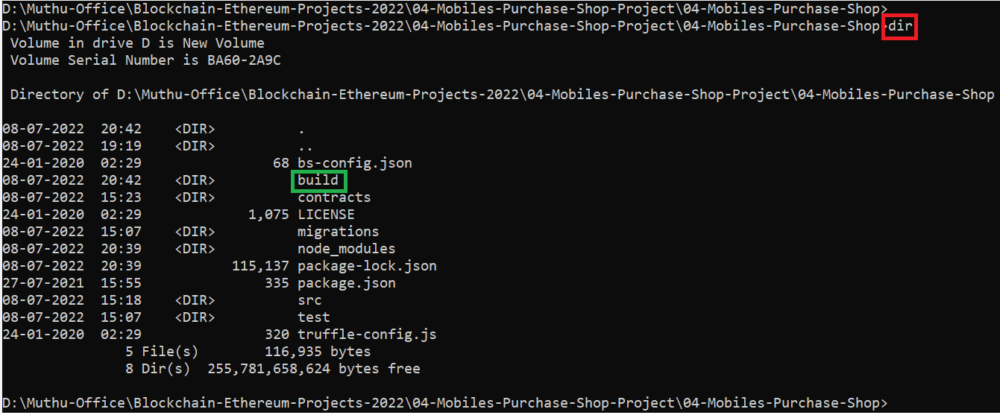 D:\Muthu-Office\Blockchain-Ethereum-Projects-2022\04-Mobiles-Purchase-Shop-Project\04-Mobiles-Purchase-Shop>
D:\Muthu-Office\Blockchain-Ethereum-Projects-2022\04-Mobiles-Purchase-Shop-Project\04-Mobiles-Purchase-Shop>dir
 Volume in drive D is New Volume
 Volume Serial Number is BA60-2A9C

 Directory of D:\Muthu-Office\Blockchain-Ethereum-Projects-2022\04-Mobiles-Purchase-Shop-Project\04-Mobiles-Purchase-Shop

08-07-2022  20:42    <DIR>          .
08-07-2022  19:19    <DIR>          ..
24-01-2020  02:29                68 bs-config.json
08-07-2022  20:42    <DIR>          build
08-07-2022  15:23    <DIR>          contracts
24-01-2020  02:29             1,075 LICENSE
08-07-2022  15:07    <DIR>          migrations
08-07-2022  20:39    <DIR>          node_modules
08-07-2022  20:39           115,137 package-lock.json
27-07-2021  15:55               335 package.json
08-07-2022  15:18    <DIR>          src
08-07-2022  15:07    <DIR>          test
24-01-2020  02:29               320 truffle-config.js
               5 File(s)        116,935 bytes
               8 Dir(s)  255,781,658,624 bytes free

D:\Muthu-Office\Blockchain-Ethereum-Projects-2022\04-Mobiles-Purchase-Shop-Project\04-Mobiles-Purchase-Shop>